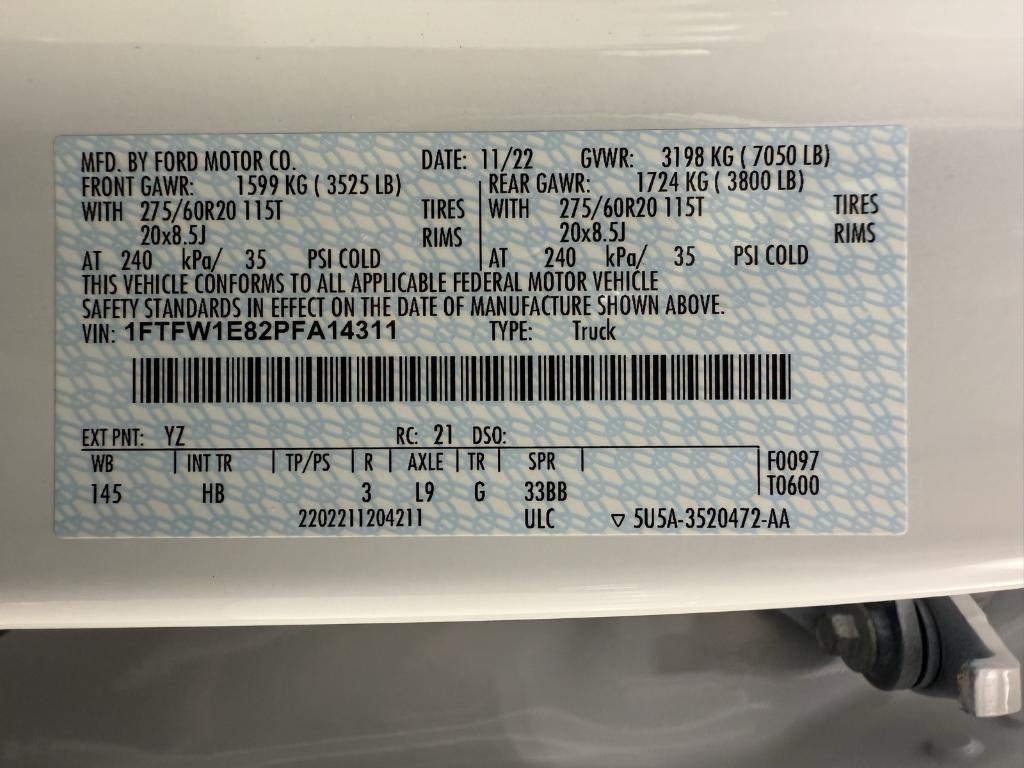 MFD. BY FORD MOTOR CO. DATE: 11/22 GVWR: 3198 KG ( 7050 LB)
FRONT GAWR: 1599 KG ( 3525 LB) REAR GAWR: 1724 KG ( 3800 LB)
WITH 275/60R20 115T TIRES WITH 275/60R20 115T TIRES
20x8.5J RIMS 20x8.5J RIMS
AT 240 kPa/ 35 PSI COLD AT 240 kPa/ 35 PSI COLD
THIS VEHICLE CONFORMS TO ALL APPLICABLE FEDERAL MOTOR VEHICLE
SAFETY STANDARDS IN EFFECT ON THE DATE OF MANUFACTURE SHOWN ABOVE.
VIN: 1FTFW1E82PFA14311 TYPE: Truck
EXT PNT: YZ RC: 21 DSO:
WB INT TR TP/PS R AXLE TR SPR F0097
145 HB 3 L9 G 33BB T0600
2202211204211 ULC ▽ 5U5A-3520472-AA